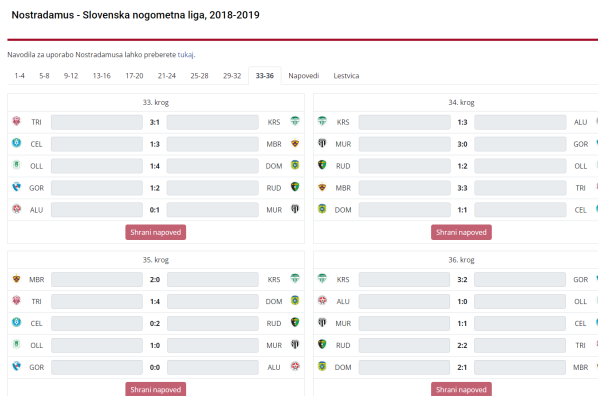 Nostradamus - Slovenska nogometna liga, 2018-2019
Navodila za uporabo Nostradamusa lahko preberete tukaj.
1-4 5-8 9-12 13-16 17-20 21-24 25-28 29-32 33-36 Napovedi Lestvica
33. krog
TRI 3:1 KRS
CEL 1:3 MBR
OLL 1:4 DOM
GOR 1:2 RUD
ALU 0:1 MUR
Shrani napoved
34. krog
KRS 1:3 ALU
MUR 3:0 GOR
RUD 1:2 OLL
MBR 3:3 TRI
DOM 1:1 CEL
Shrani napoved
35. krog
MBR 2:0 KRS
TRI 1:4 DOM
CEL 0:2 RUD
OLL 1:0 MUR
GOR 0:0 ALU
Shrani napoved
36. krog
KRS 3:2 GOR
ALU 1:0 OLL
MUR 1:1 CEL
RUD 2:2 TRI
DOM 2:1 MBR
Shrani napoved